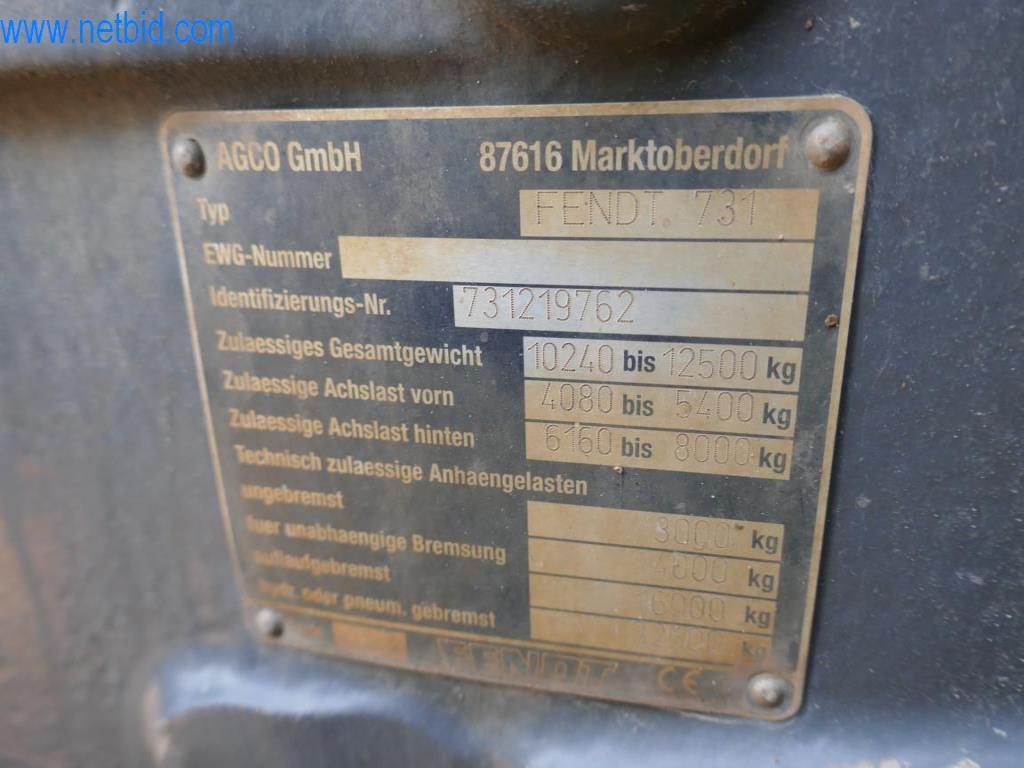 www.netbid.com
AGCO GmbH 87616 Marktoberdorf
Typ FENDT 731
EWG-Nummer
Identifizierungs-Nr. 731219762
Zulaessiges Gesamtgewicht 10240 bis 12500 kg
Zulaessige Achslast vorn 4080 bis 5400 kg
Zulaessige Achslast hinten 6160 bis 8000 kg
Technisch zulaessige Anhaengelasten
ungebremst 3000 kg
fuer unabhaengige Bremsung 4000 kg
auflaufgebremst 16000 kg
hydr. oder pneum. gebremst kg
FENDT CE